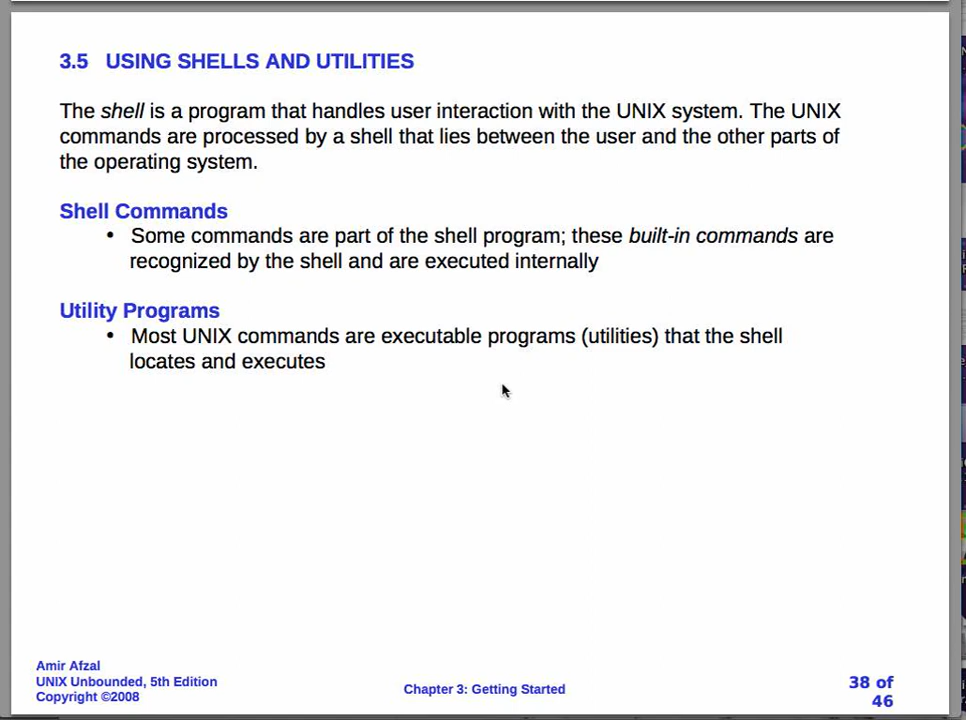 3.5 USING SHELLS AND UTILITIES
The shell is a program that handles user interaction with the UNIX system. The UNIX
commands are processed by a shell that lies between the user and the other parts of
the operating system.
Shell Commands
• Some commands are part of the shell program; these built-in commands are
recognized by the shell and are executed internally
Utility Programs
• Most UNIX commands are executable programs (utilities) that the shell
locates and executes
Amir Afzal
UNIX Unbounded, 5th Edition
Copyright ©2008
Chapter 3: Getting Started
38 of
46